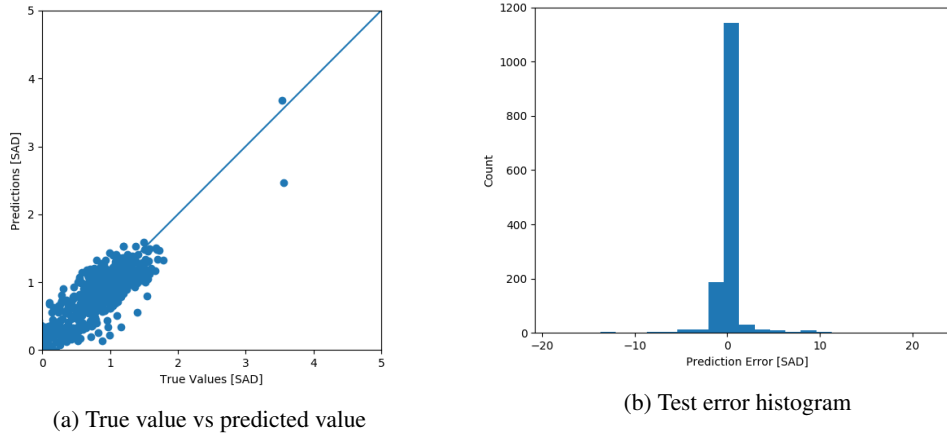 5
4
3
2
1
0
Predictions [SAD]
0 1 2 3 4 5
True Values [SAD]
(a) True value vs predicted value
1200
1000
800
600
400
200
0
Count
−20 −10 0 10 20
Prediction Error [SAD]
(b) Test error histogram